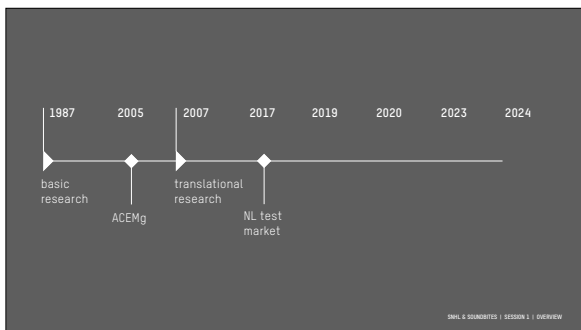 1987 2005 2007 2017 2019 2020 2023 2024
basic
research
ACEMg
translational
research
NL test
market
SNHL & SOUNDBITES | SESSION 1 | OVERVIEW